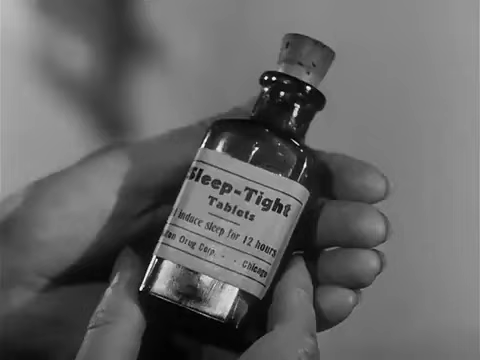 Sleep-Tight
Tablets
induce sleep for 12 hours
Drug Corp. . . Chicago